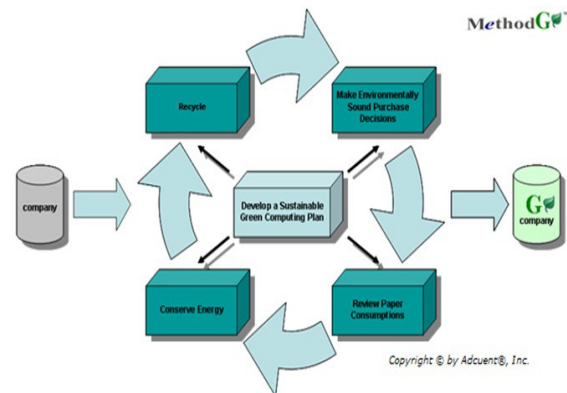 MethodG
Recycle
Make Environmentally
Sound Purchase
Decisions
company
Develop a Sustainable
Green Computing Plan
G
company
Conserve Energy
Review Paper
Consumptions
Copyright © by Adcuent®, Inc.